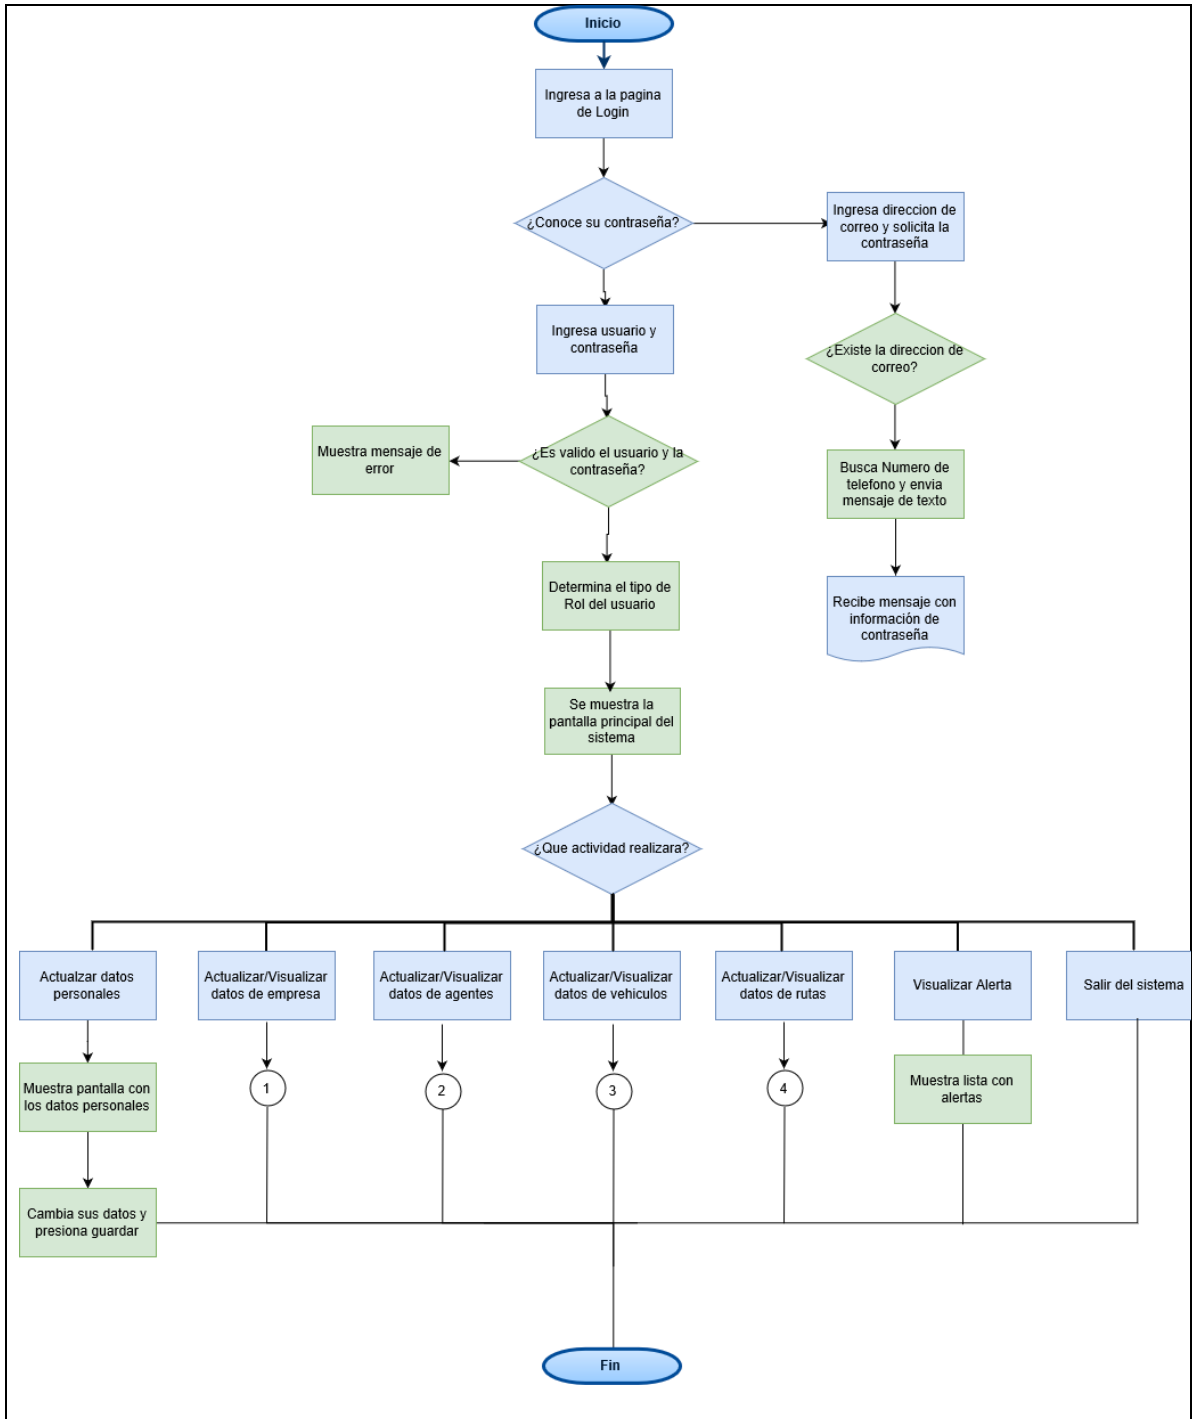 Inicio
Ingresa a la pagina
de Login
¿Conoce su contraseña?
Ingresa direccion de
correo y solicita la
contraseña
Ingresa usuario y
contraseña
¿Existe la direccion de
correo?
Muestra mensaje de
error
¿Es valido el usuario y la
contraseña?
Busca Numero de
telefono y envia
mensaje de texto
Determina el tipo de
Rol del usuario
Recibe mensaje con
información de
contraseña
Se muestra la
pantalla principal del
sistema
¿Que actividad realizara?
Actualzar datos
personales
Actualizar/Visualizar
datos de empresa
Actualizar/Visualizar
datos de agentes
Actualizar/Visualizar
datos de vehiculos
Actualizar/Visualizar
datos de rutas
Visualizar Alerta
Salir del sistema
Muestra pantalla con
los datos personales
1
2
3
4
Muestra lista con
alertas
Cambia sus datos y
presiona guardar
Fin